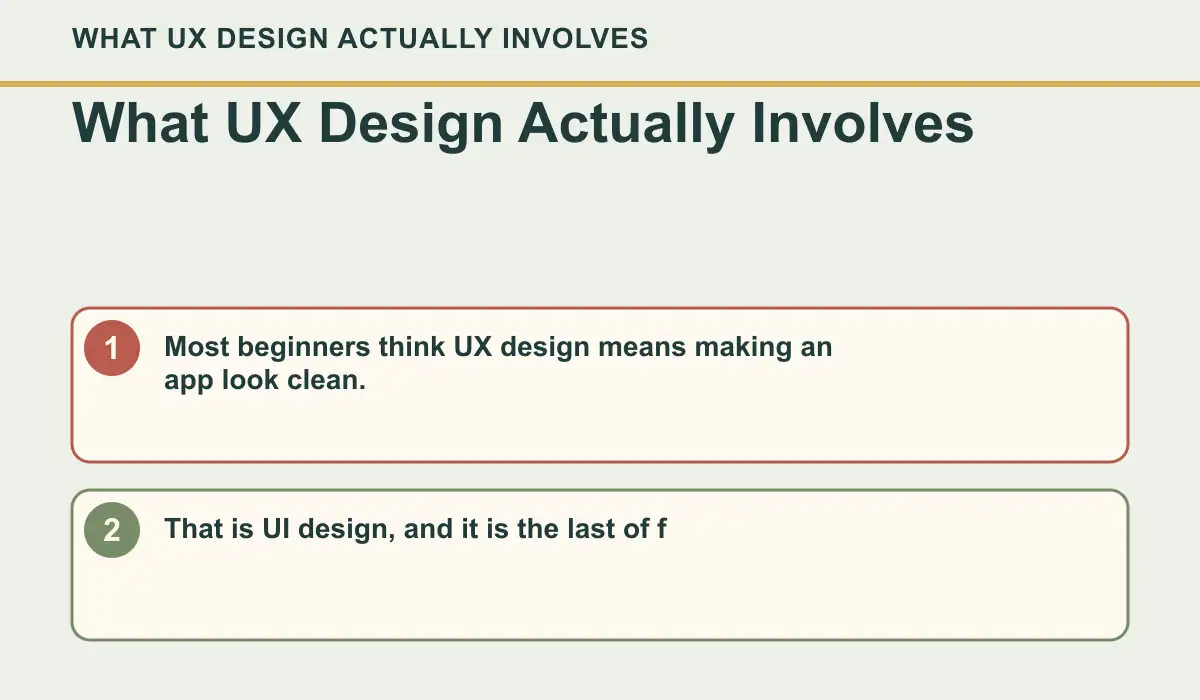 WHAT UX DESIGN ACTUALLY INVOLVES
What UX Design Actually Involves
1
Most beginners think UX design means making an
app look clean.
2
That is UI design, and it is the last of f